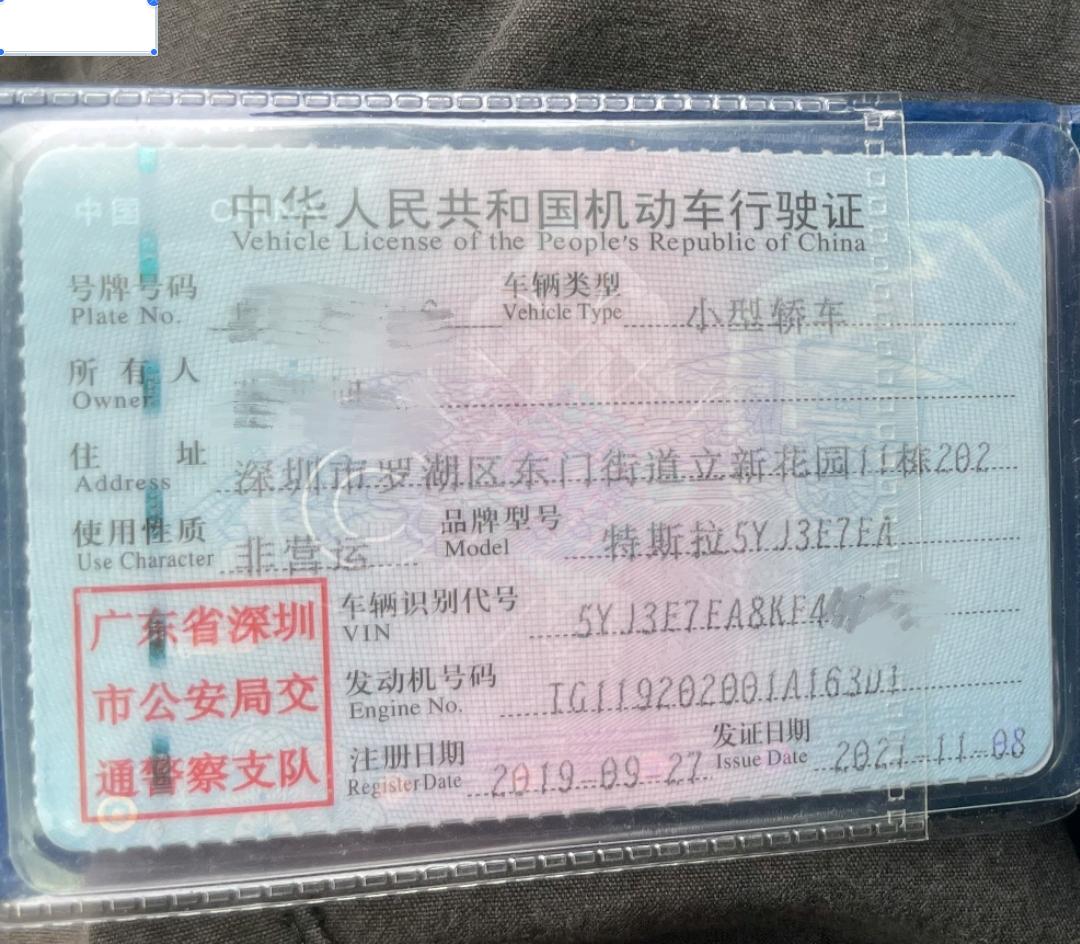 中国 CHINA
中华人民共和国机动车行驶证
Vehicle License of the People's Republic of China
号牌号码 车辆类型 小型轿车
Plate No. Vehicle Type
所有人
Owner
住址 深圳市罗湖区东门街道立新花园11栋202
Address
使用性质 非营运 品牌型号 特斯拉5YJ3E7EA
Use Character Model
广东省深圳
市公安局交
通警察支队
车辆识别代号 5YJ3E7EA8KF4
VIN
发动机号码 TG119202001A163U1
Engine No.
注册日期 2019-09-27 发证日期 2021-11-08
Register Date Issue Date